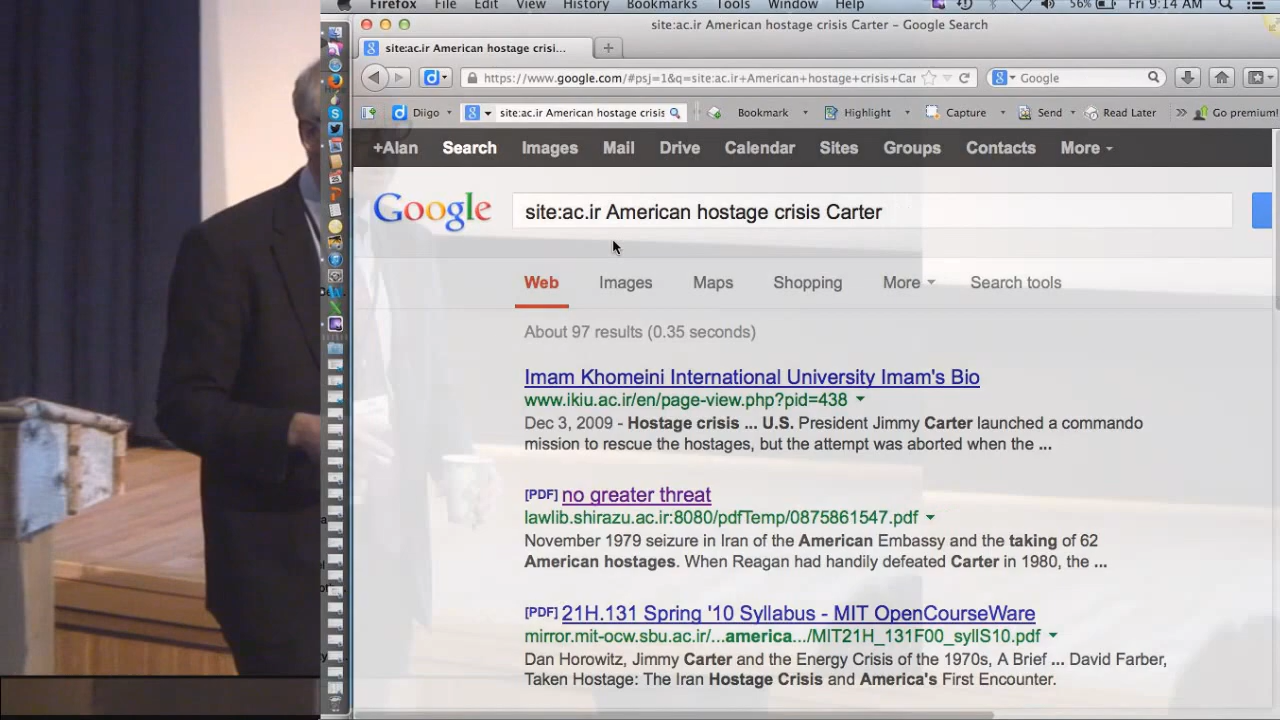 Firefox File Edit View History Bookmarks Tools Window Help 56% Fri 9:14 AM
site:ac.ir American hostage crisis Carter – Google Search
site:ac.ir American hostage crisi...
https://www.google.com/#psj=1&q=site:ac.ir+American+hostage+crisis+Car Google
Diigo site:ac.ir American hostage crisis Bookmark Highlight Capture Send Read Later Go premium!
+Alan Search Images Mail Drive Calendar Sites Groups Contacts More
Google site:ac.ir American hostage crisis Carter
Web Images Maps Shopping More Search tools
About 97 results (0.35 seconds)
Imam Khomeini International University Imam's Bio
www.ikiu.ac.ir/en/page-view.php?pid=438
Dec 3, 2009 - Hostage crisis ... U.S. President Jimmy Carter launched a commando
mission to rescue the hostages, but the attempt was aborted when the ...
[PDF] no greater threat
lawlib.shirazu.ac.ir:8080/pdfTemp/0875861547.pdf
November 1979 seizure in Iran of the American Embassy and the taking of 62
American hostages. When Reagan had handily defeated Carter in 1980, the ...
[PDF] 21H.131 Spring '10 Syllabus - MIT OpenCourseWare
mirror.mit-ocw.sbu.ac.ir/...america.../MIT21H_131F00_syllS10.pdf
Dan Horowitz, Jimmy Carter and the Energy Crisis of the 1970s, A Brief ... David Farber,
Taken Hostage: The Iran Hostage Crisis and America's First Encounter.